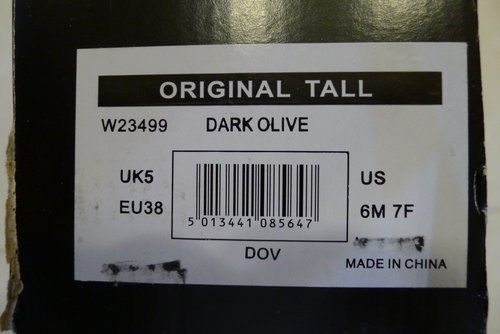 ORIGINAL TALL
W23499 DARK OLIVE
UK5 US
EU38 6M 7F
5 013441 085647
DOV
MADE IN CHINA